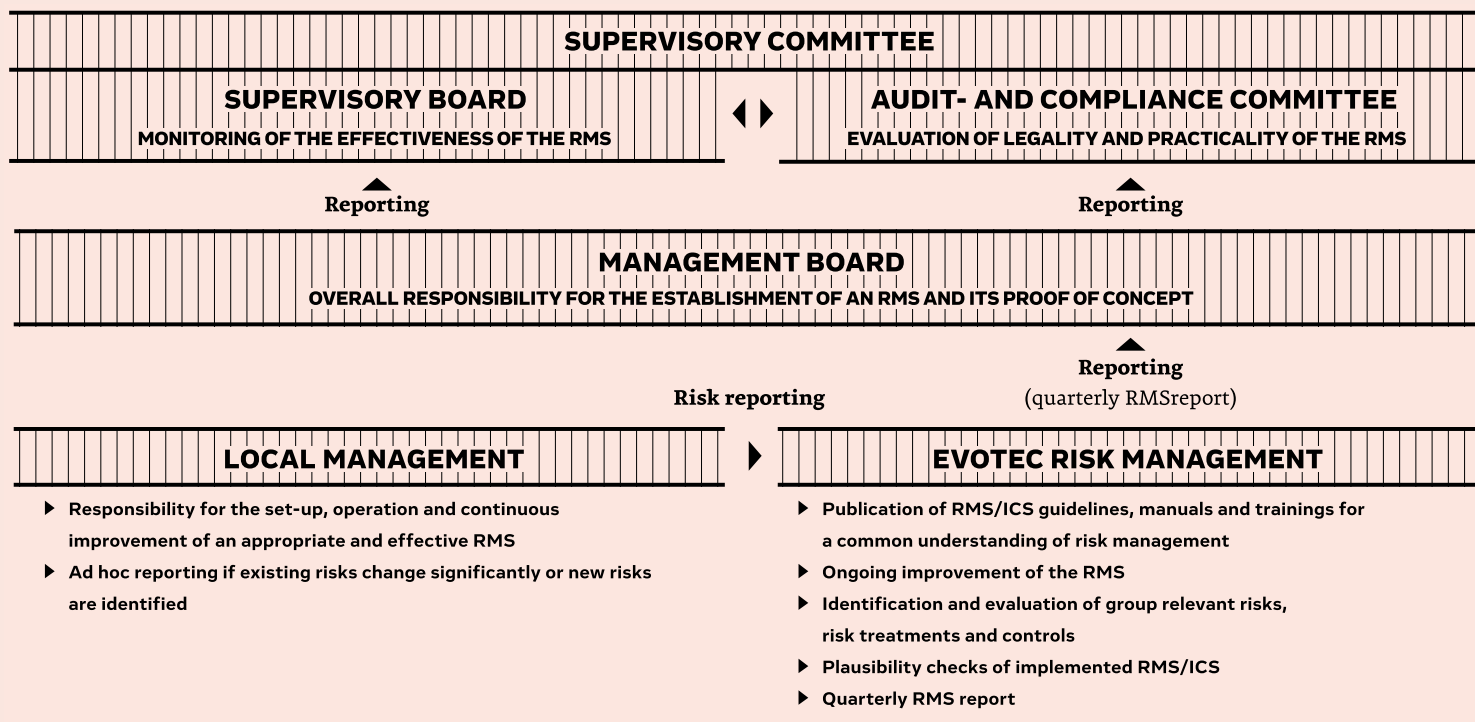 SUPERVISORY COMMITTEE
SUPERVISORY BOARD
MONITORING OF THE EFFECTIVENESS OF THE RMS
AUDIT- AND COMPLIANCE COMMITTEE
EVALUATION OF LEGALITY AND PRACTICALITY OF THE RMS
Reporting
Reporting
MANAGEMENT BOARD
OVERALL RESPONSIBILITY FOR THE ESTABLISHMENT OF AN RMS AND ITS PROOF OF CONCEPT
Reporting
(quarterly RMSreport)
Risk reporting
LOCAL MANAGEMENT
Responsibility for the set-up, operation and continuous
improvement of an appropriate and effective RMS
Ad hoc reporting if existing risks change significantly or new risks
are identified
EVOTEC RISK MANAGEMENT
Publication of RMS/ICS guidelines, manuals and trainings for
a common understanding of risk management
Ongoing improvement of the RMS
Identification and evaluation of group relevant risks,
risk treatments and controls
Plausibility checks of implemented RMS/ICS
Quarterly RMS report